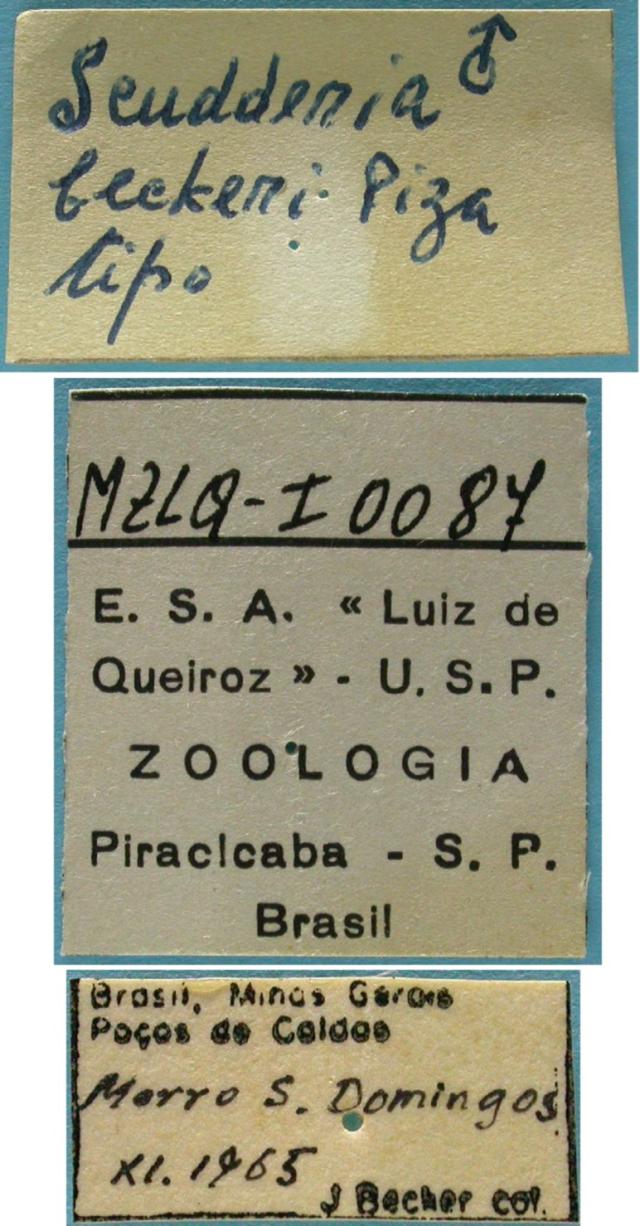 Scudderia ♂
beckeri Piza
tipo
MZLQ-I 0087
E. S. A. « Luiz de
Queiroz » - U. S. P.
ZOOLOGIA
Piracicaba - S. P.
Brasil
Brasil, Minas Gerais
Poços de Caldas
Morro S. Domingos
XI. 1965
J Becker col.